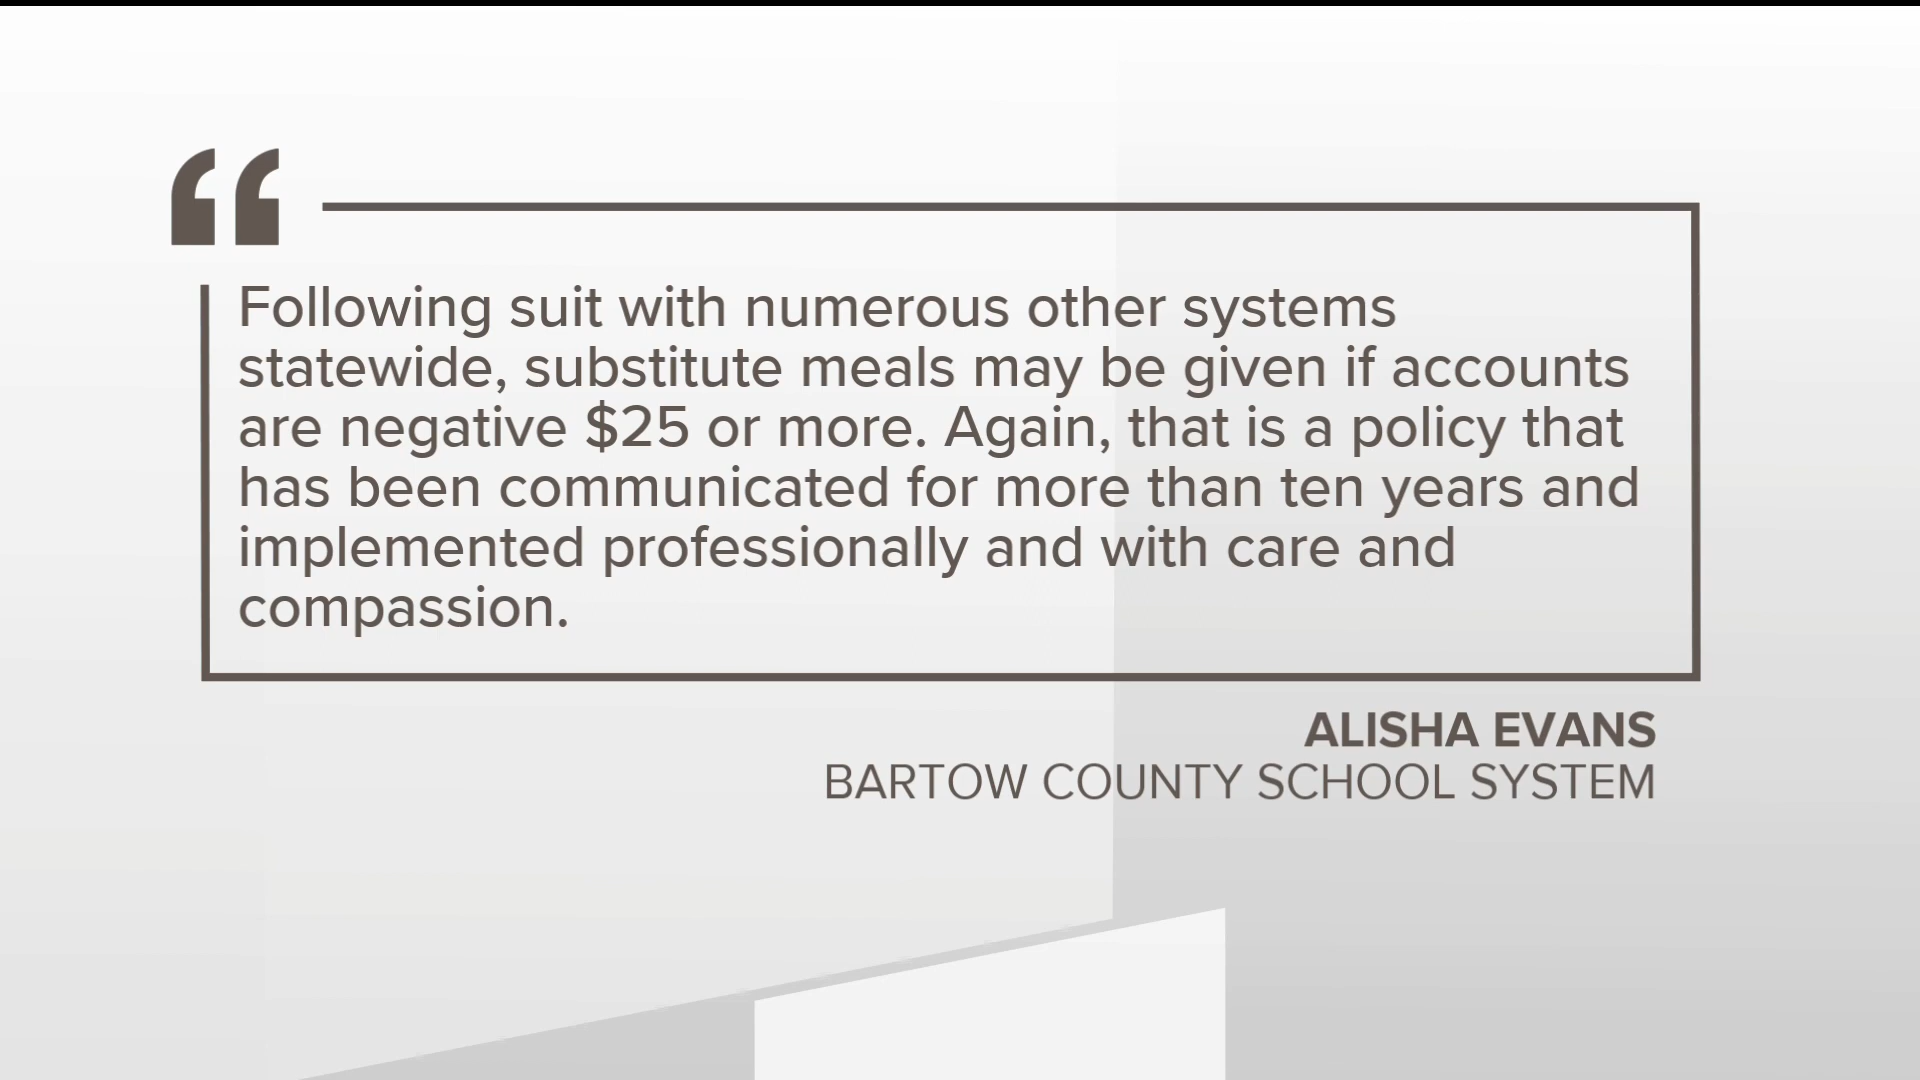 “
Following suit with numerous other systems
statewide, substitute meals may be given if accounts
are negative $25 or more. Again, that is a policy that
has been communicated for more than ten years and
implemented professionally and with care and
compassion.
ALISHA EVANS
BARTOW COUNTY SCHOOL SYSTEM